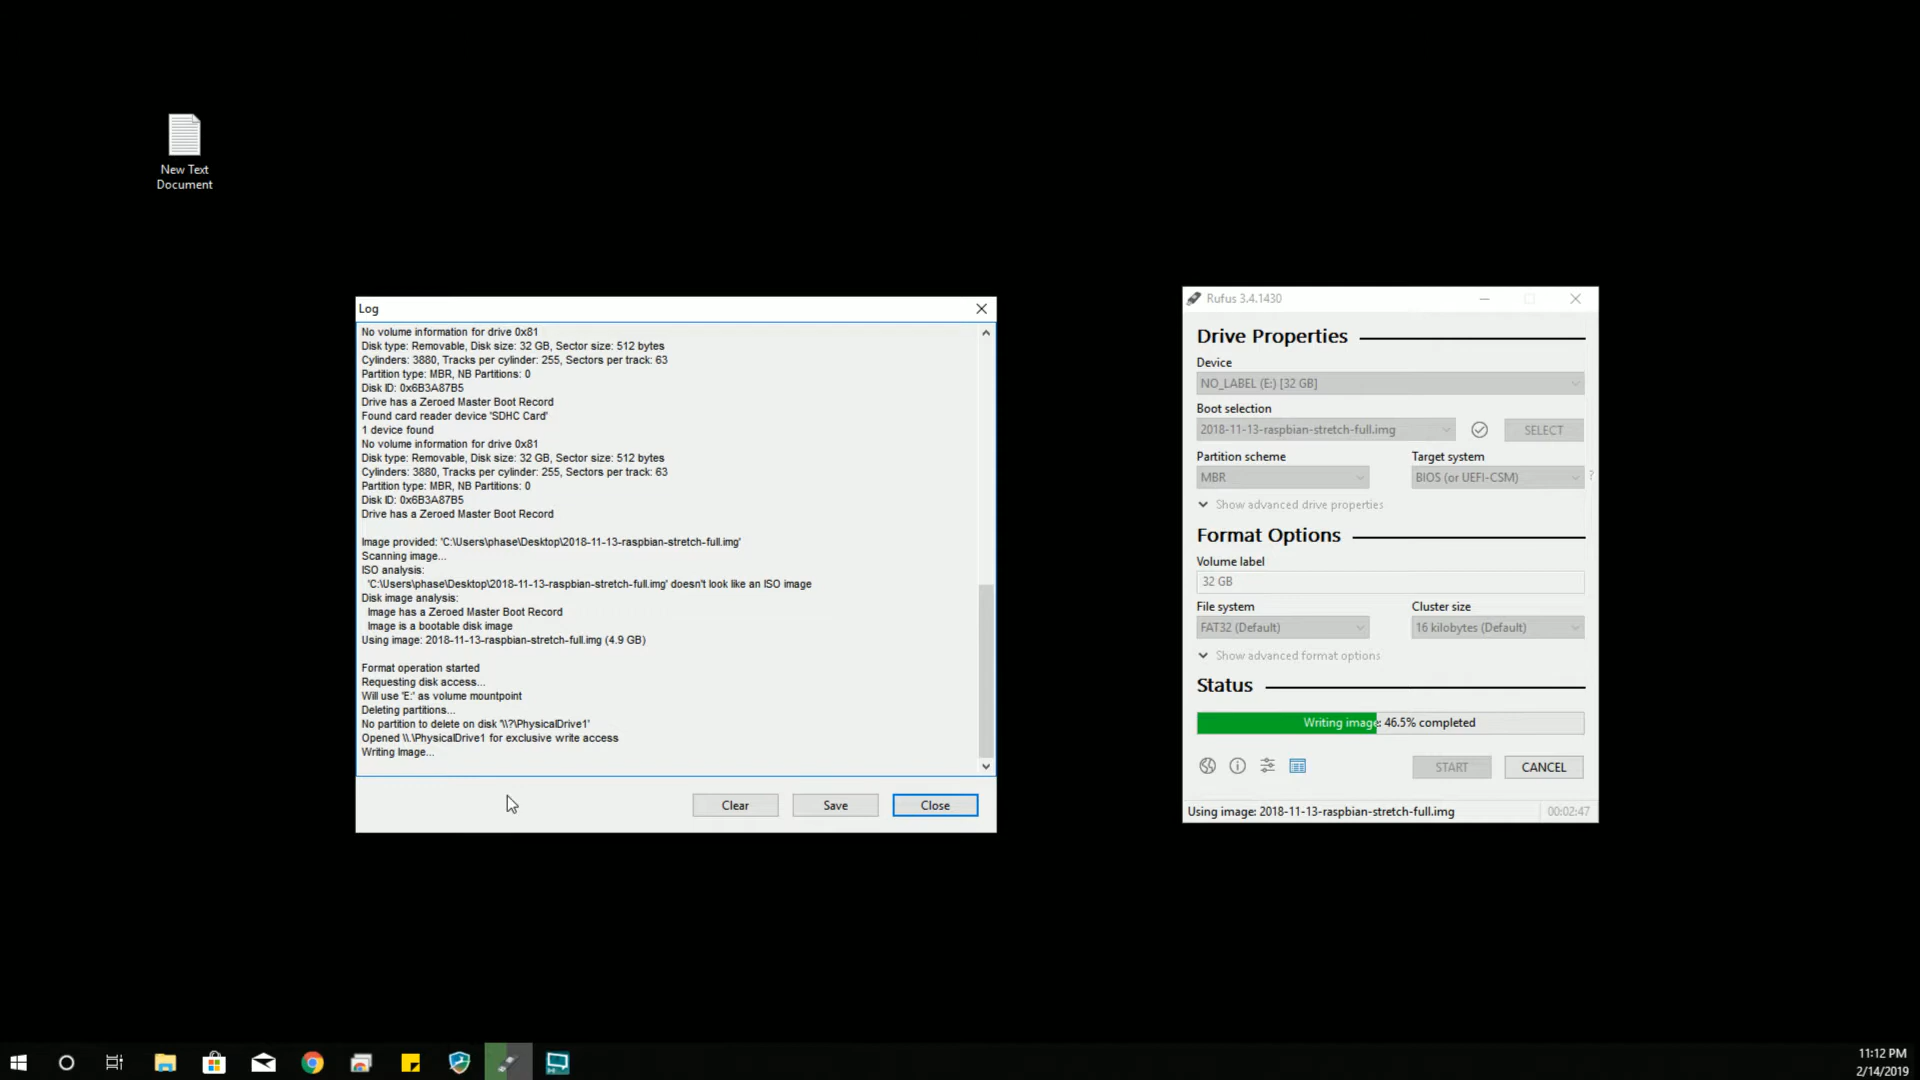 New Text
Document
Log
No volume information for drive 0x81
Disk type: Removable, Disk size: 32 GB, Sector size: 512 bytes
Cylinders: 3880, Tracks per cylinder: 255, Sectors per track: 63
Partition type: MBR, NB Partitions: 0
Disk ID: 0x6B3A87B5
Drive has a Zeroed Master Boot Record
Found card reader device 'SDHC Card'
1 device found
No volume information for drive 0x81
Disk type: Removable, Disk size: 32 GB, Sector size: 512 bytes
Cylinders: 3880, Tracks per cylinder: 255, Sectors per track: 63
Partition type: MBR, NB Partitions: 0
Disk ID: 0x6B3A87B5
Drive has a Zeroed Master Boot Record
Image provided: 'C:\Users\phase\Desktop\2018-11-13-raspbian-stretch-full.img'
Scanning image...
ISO analysis:
'C:\Users\phase\Desktop\2018-11-13-raspbian-stretch-full.img' doesn't look like an ISO image
Disk image analysis:
Image has a Zeroed Master Boot Record
Image is a bootable disk image
Using image: 2018-11-13-raspbian-stretch-full.img (4.9 GB)
Format operation started
Requesting disk access...
Will use 'E:' as volume mountpoint
Deleting partitions...
No partition to delete on disk '\\?\PhysicalDrive1'
Opened \\.\PhysicalDrive1 for exclusive write access
Writing Image...
Clear
Save
Close
Rufus 3.4.1430
Drive Properties
Device
NO_LABEL (E:) [32 GB]
Boot selection
2018-11-13-raspbian-stretch-full.img
SELECT
Partition scheme
Target system
MBR
BIOS (or UEFI-CSM)
?
Show advanced drive properties
Format Options
Volume label
32 GB
File system
Cluster size
FAT32 (Default)
16 kilobytes (Default)
Show advanced format options
Status
Writing image: 46.5% completed
START
CANCEL
Using image: 2018-11-13-raspbian-stretch-full.img
00:02:47
11:12 PM
2/14/2019